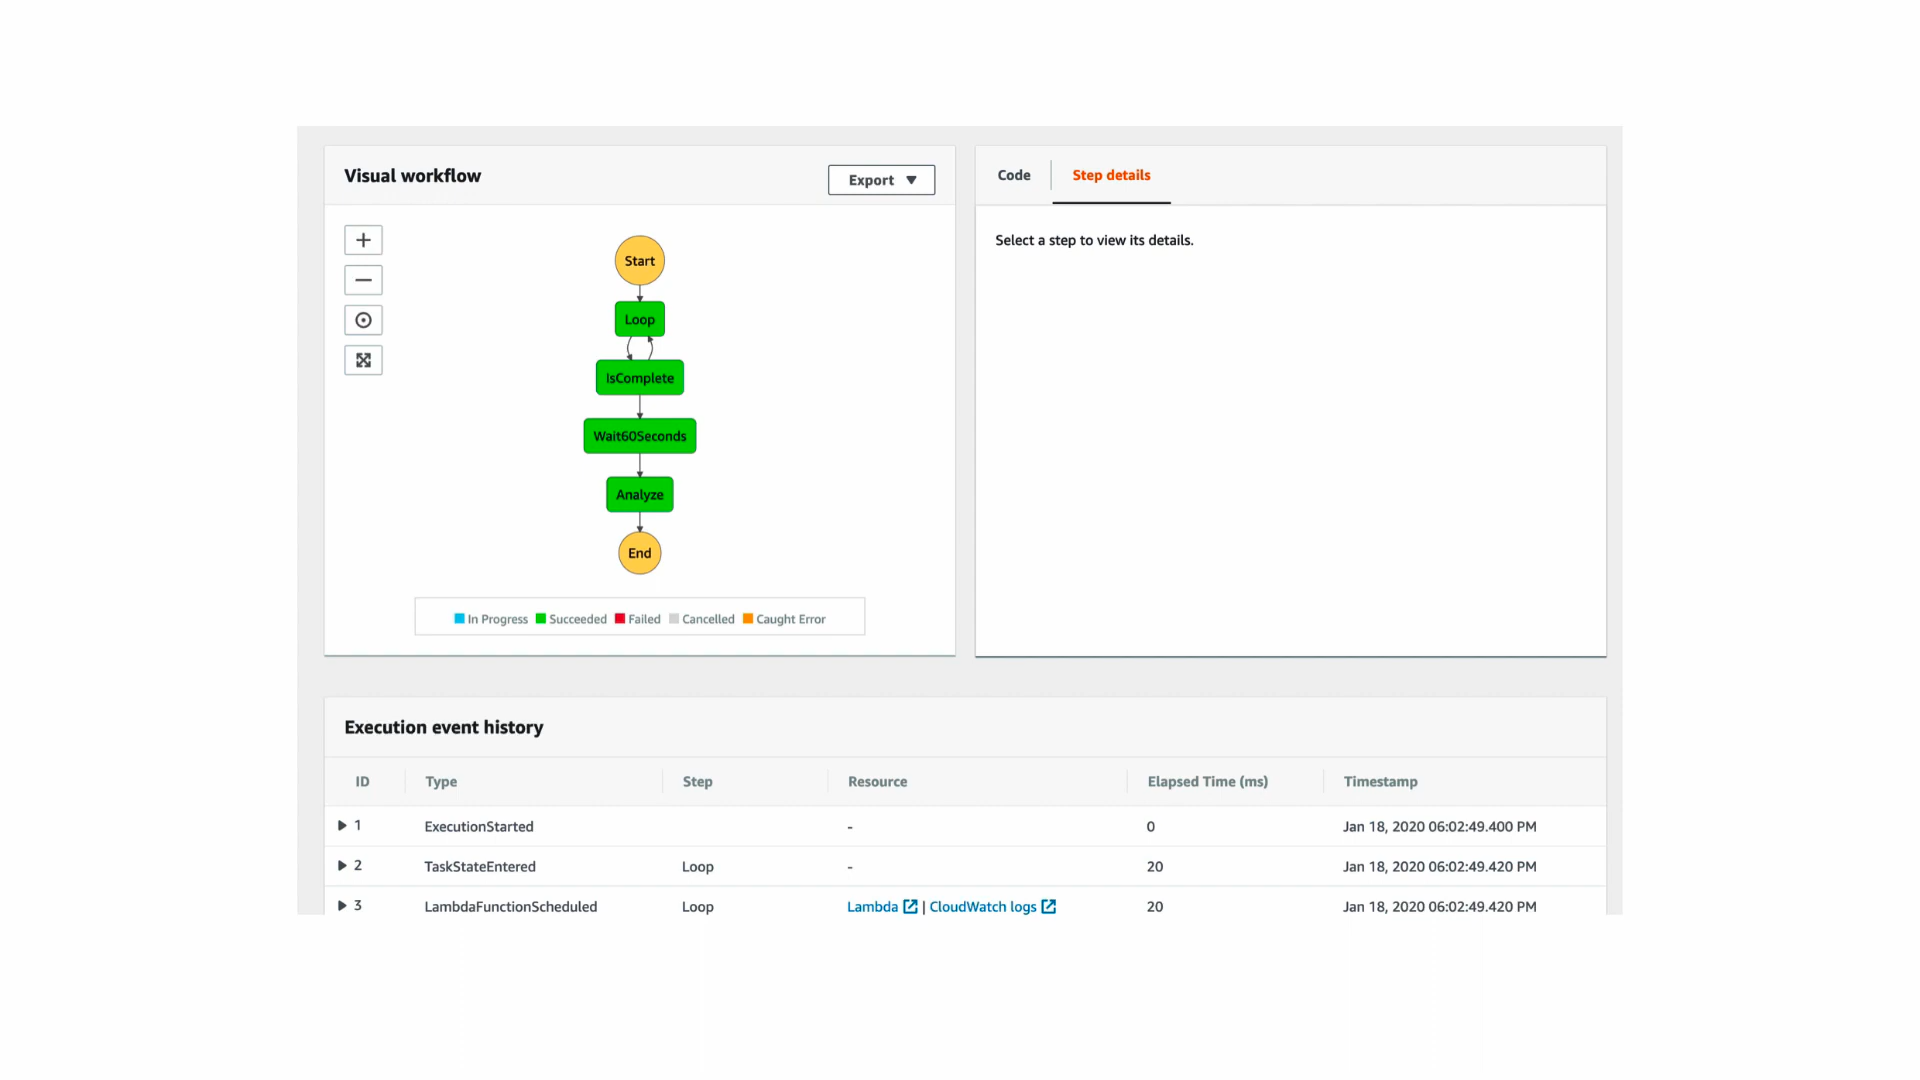 Visual workflow
Export
Code
Step details
Select a step to view its details.
Start
Loop
IsComplete
Wait60Seconds
Analyze
End
In Progress Succeeded Failed Cancelled Caught Error
Execution event history
ID Type Step Resource Elapsed Time (ms) Timestamp
1 ExecutionStarted - 0 Jan 18, 2020 06:02:49.400 PM
2 TaskStateEntered Loop - 20 Jan 18, 2020 06:02:49.420 PM
3 LambdaFunctionScheduled Loop Lambda | CloudWatch logs 20 Jan 18, 2020 06:02:49.420 PM